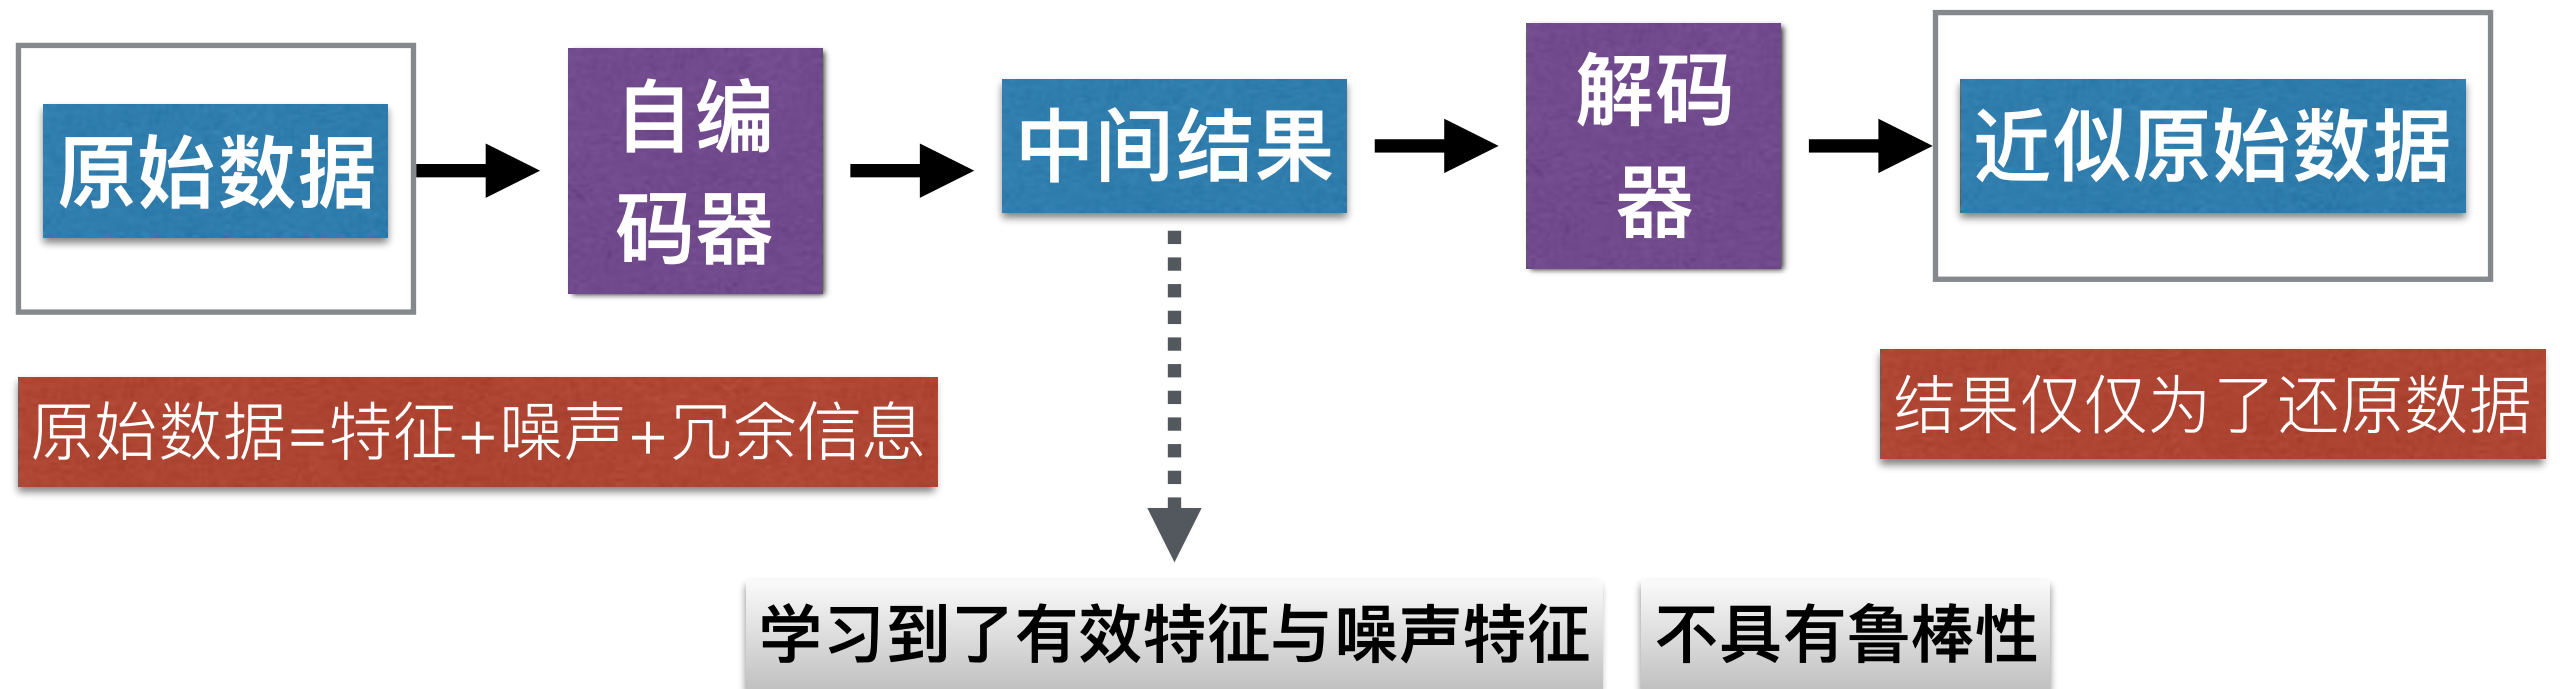 原始数据
自编
码器
中间结果
解码
器
近似原始数据
原始数据=特征+噪声+冗余信息
结果仅仅为了还原数据
学习到了有效特征与噪声特征
不具有鲁棒性